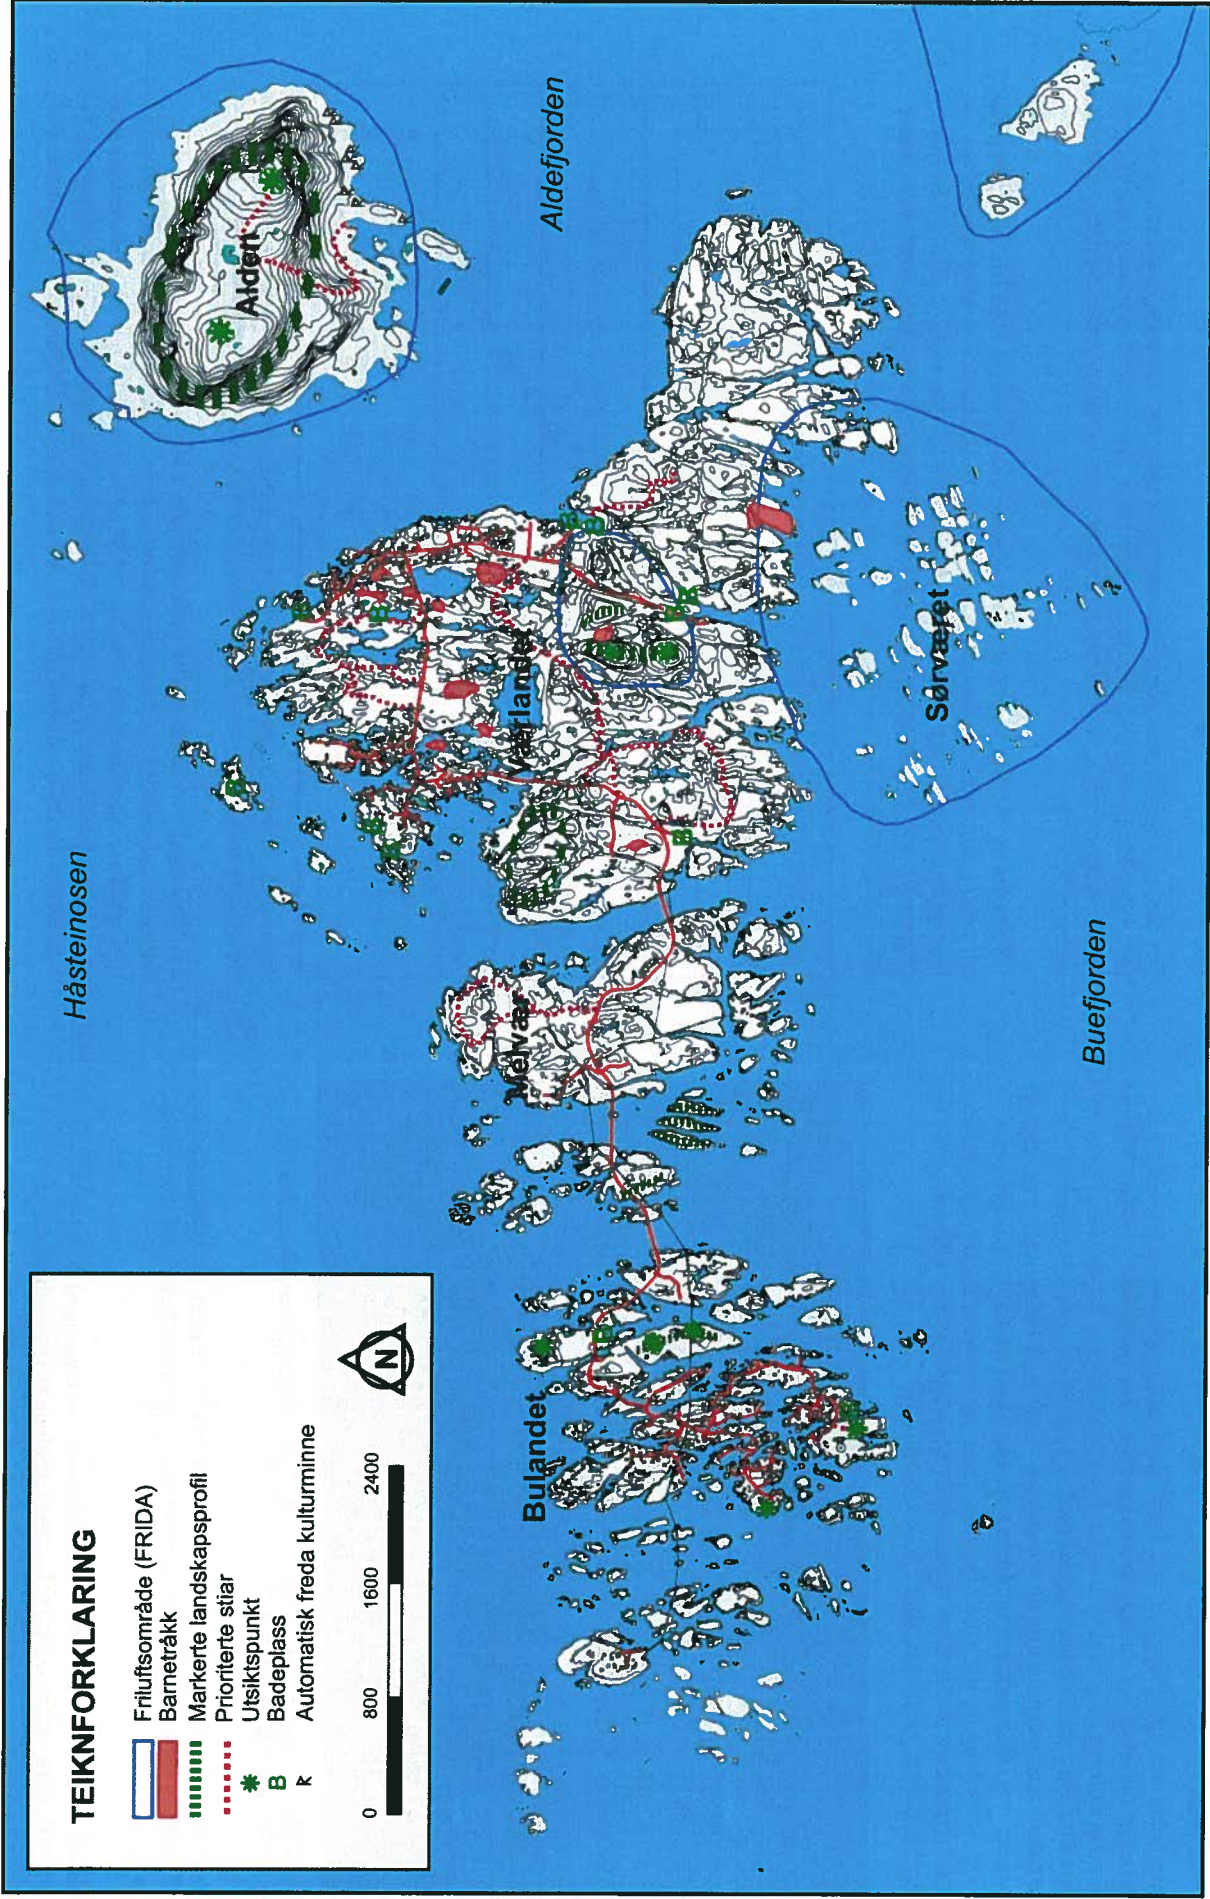 TEIKNFORKLARING
Friluftsområde (FRIDA)
Barnetråkk
Markerte landskapsprofil
Prioriterte stiar
Utsiktspunkt
B Badeplass
R Automatisk freda kulturminne
0 800 1600 2400
N
Håsteinosen
Alden
Aldefjorden
Værlandet
Melvær
Bulandet
Sørværet
Buefjorden